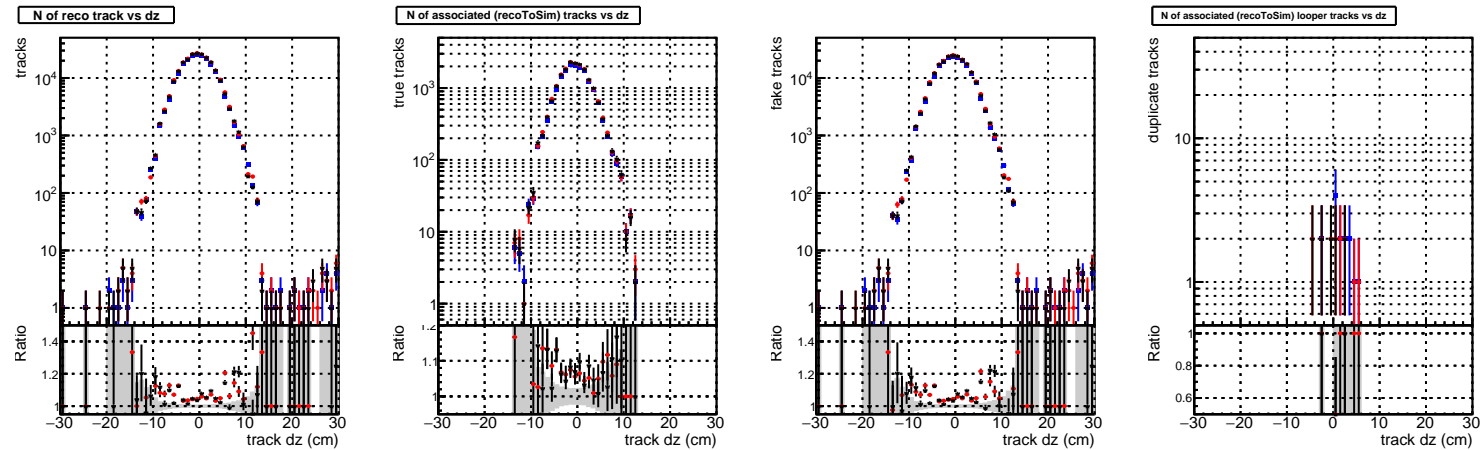 N of reco track vs dz
tracks
10⁴
10³
10²
10
1
Ratio
1.4
1.2
1
−30 −20 −10 0 10 20 30
track dz (cm)
N of associated (recoToSim) tracks vs dz
true tracks
10³
10²
10
1
Ratio
1.2
1.1
1
−30 −20 −10 0 10 20 30
track dz (cm)
fake tracks
10⁴
10³
10²
10
1
Ratio
1.4
1.2
1
−30 −20 −10 0 10 20 30
track dz (cm)
N of associated (recoToSim) looper tracks vs dz
duplicate tracks
10
1
Ratio
1
0.8
0.6
−30 −20 −10 0 10 20 30
track dz (cm)